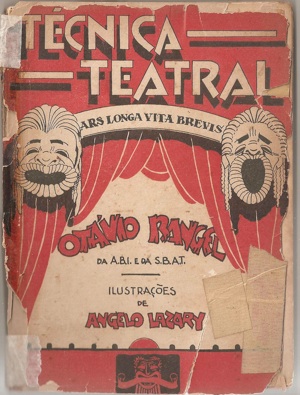 TÉCNICA
TEATRAL
ARS LONGA VITA BREVIS
OTÁVIO RANGEL
DA A.B.I. E DA S.B.A.T.
ILUSTRAÇÕES
DE
ANGELO LAZARY